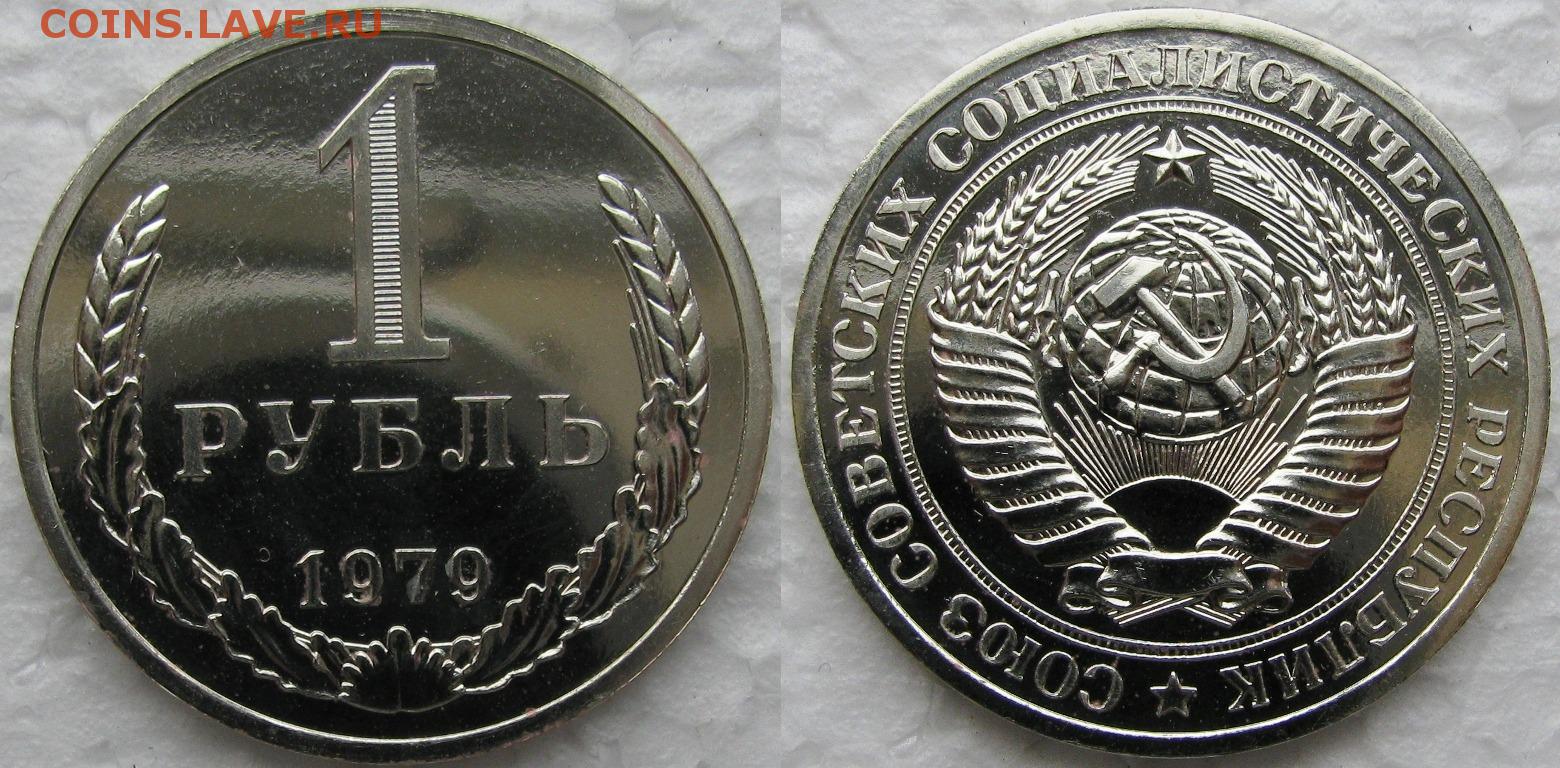 COINS.LAVE.RU
1
РУБЛЬ
1979
СОЮЗ СОВЕТСКИХ СОЦИАЛИСТИЧЕСКИХ РЕСПУБЛИК